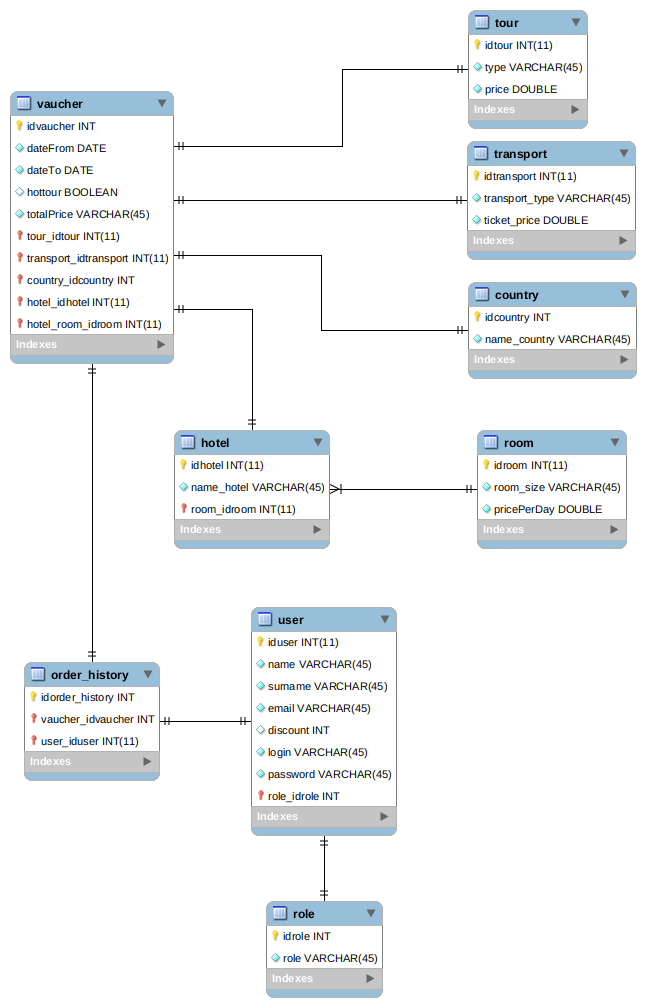 tour
idtour INT(11)
type VARCHAR(45)
price DOUBLE
Indexes
vaucher
idvaucher INT
dateFrom DATE
dateTo DATE
hottour BOOLEAN
totalPrice VARCHAR(45)
tour_idtour INT(11)
transport_idtransport INT(11)
country_idcountry INT
hotel_idhotel INT(11)
hotel_room_idroom INT(11)
Indexes
transport
idtransport INT(11)
transport_type VARCHAR(45)
ticket_price DOUBLE
Indexes
country
idcountry INT
name_country VARCHAR(45)
Indexes
hotel
idhotel INT(11)
name_hotel VARCHAR(45)
room_idroom INT(11)
Indexes
room
idroom INT(11)
room_size VARCHAR(45)
pricePerDay DOUBLE
Indexes
user
iduser INT(11)
name VARCHAR(45)
surname VARCHAR(45)
email VARCHAR(45)
discount INT
login VARCHAR(45)
password VARCHAR(45)
role_idrole INT
Indexes
order_history
idorder_history INT
vaucher_idvaucher INT
user_iduser INT(11)
Indexes
role
idrole INT
role VARCHAR(45)
Indexes